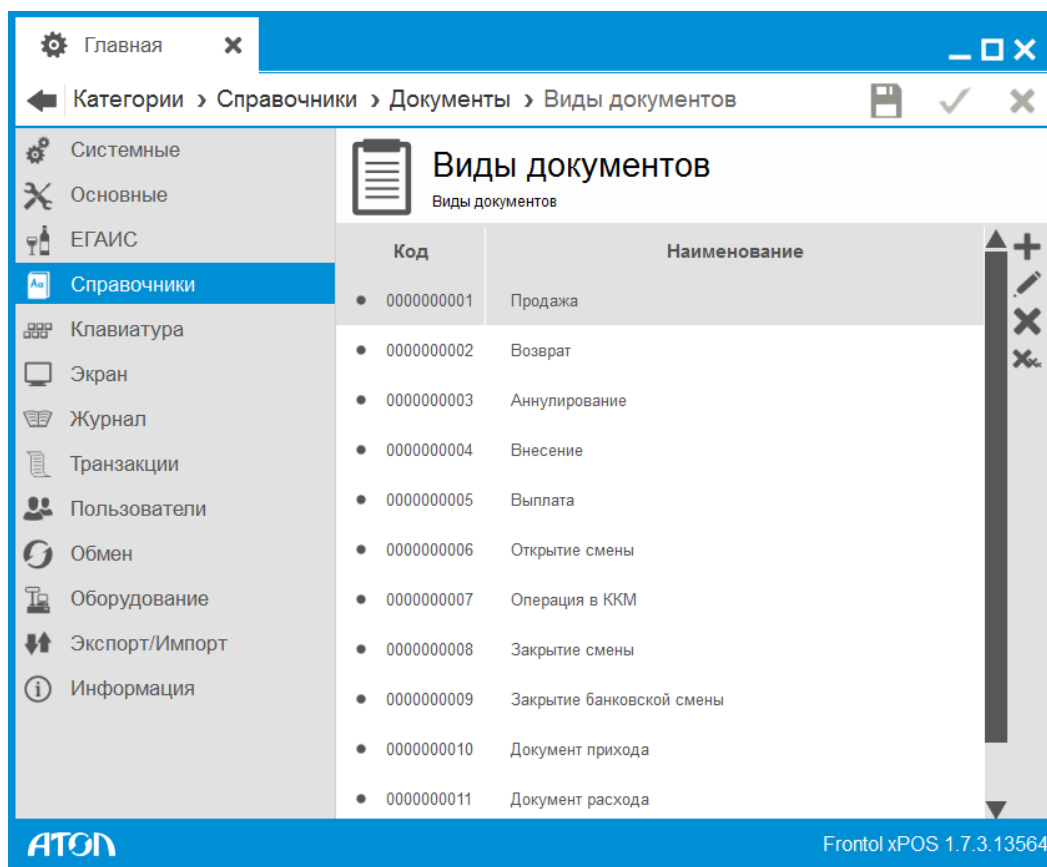 Главная
Категории › Справочники › Документы › Виды документов
Системные
Основные
ЕГАИС
Справочники
Клавиатура
Экран
Журнал
Транзакции
Пользователи
Обмен
Оборудование
Экспорт/Импорт
Информация
Виды документов
Виды документов
Код Наименование
0000000001 Продажа
0000000002 Возврат
0000000003 Аннулирование
0000000004 Внесение
0000000005 Выплата
0000000006 Открытие смены
0000000007 Операция в ККМ
0000000008 Закрытие смены
0000000009 Закрытие банковской смены
0000000010 Документ прихода
0000000011 Документ расхода
АТОЛ Frontol xPOS 1.7.3.13564